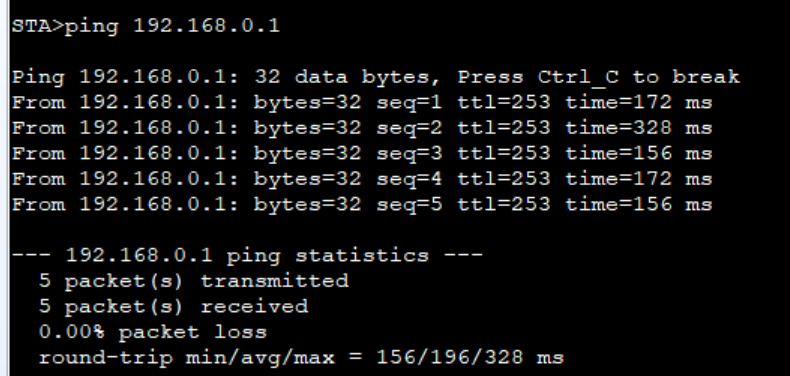 STA>ping 192.168.0.1
Ping 192.168.0.1: 32 data bytes, Press Ctrl_C to break
From 192.168.0.1: bytes=32 seq=1 ttl=253 time=172 ms
From 192.168.0.1: bytes=32 seq=2 ttl=253 time=328 ms
From 192.168.0.1: bytes=32 seq=3 ttl=253 time=156 ms
From 192.168.0.1: bytes=32 seq=4 ttl=253 time=172 ms
From 192.168.0.1: bytes=32 seq=5 ttl=253 time=156 ms
--- 192.168.0.1 ping statistics ---
5 packet(s) transmitted
5 packet(s) received
0.00% packet loss
round-trip min/avg/max = 156/196/328 ms